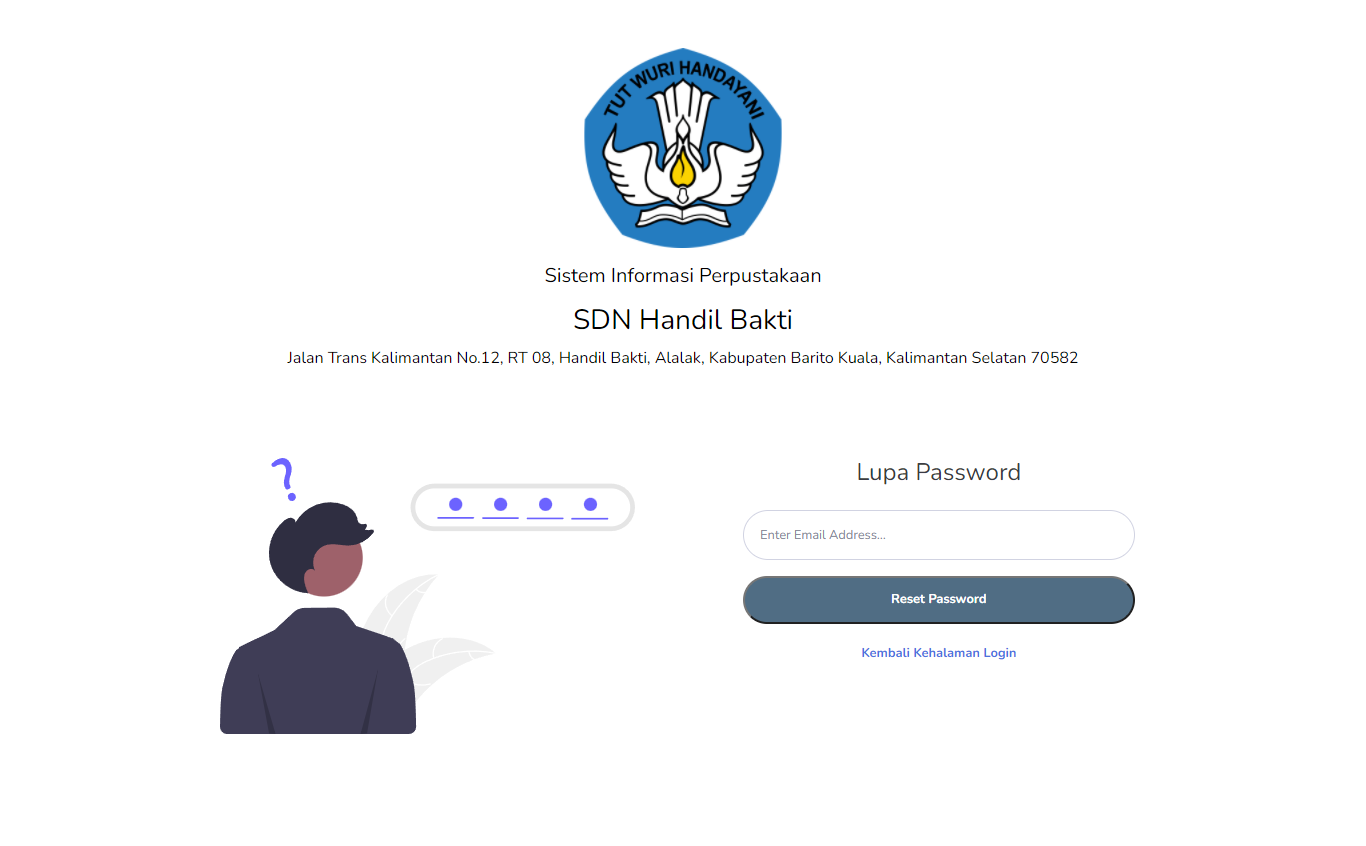 TUT WURI HANDAYANI
Sistem Informasi Perpustakaan
SDN Handil Bakti
Jalan Trans Kalimantan No.12, RT 08, Handil Bakti, Alalak, Kabupaten Barito Kuala, Kalimantan Selatan 70582
?
Lupa Password
Enter Email Address...
Reset Password
Kembali Kehalaman Login